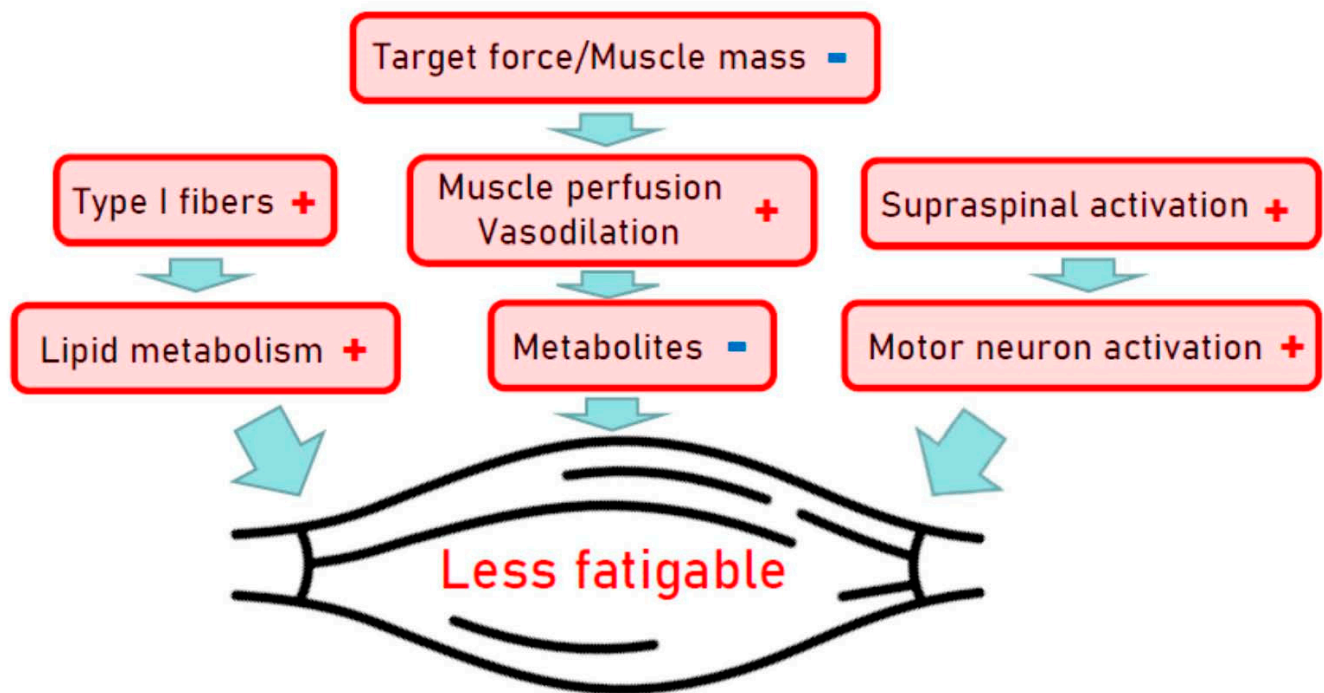 Target force/Muscle mass -
Type I fibers +
Muscle perfusion
Vasodilation +
Supraspinal activation +
Lipid metabolism +
Metabolites -
Motor neuron activation +
Less fatigable